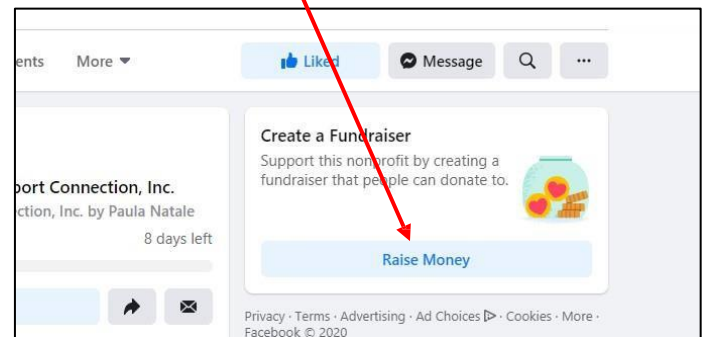 ents More Liked Message ...
Create a Fundraiser
Support this nonprofit by creating a
fundraiser that people can donate to.
port Connection, Inc.
ction, Inc. by Paula Natale
8 days left
Raise Money
Privacy · Terms · Advertising · Ad Choices · Cookies · More ·
Facebook © 2020